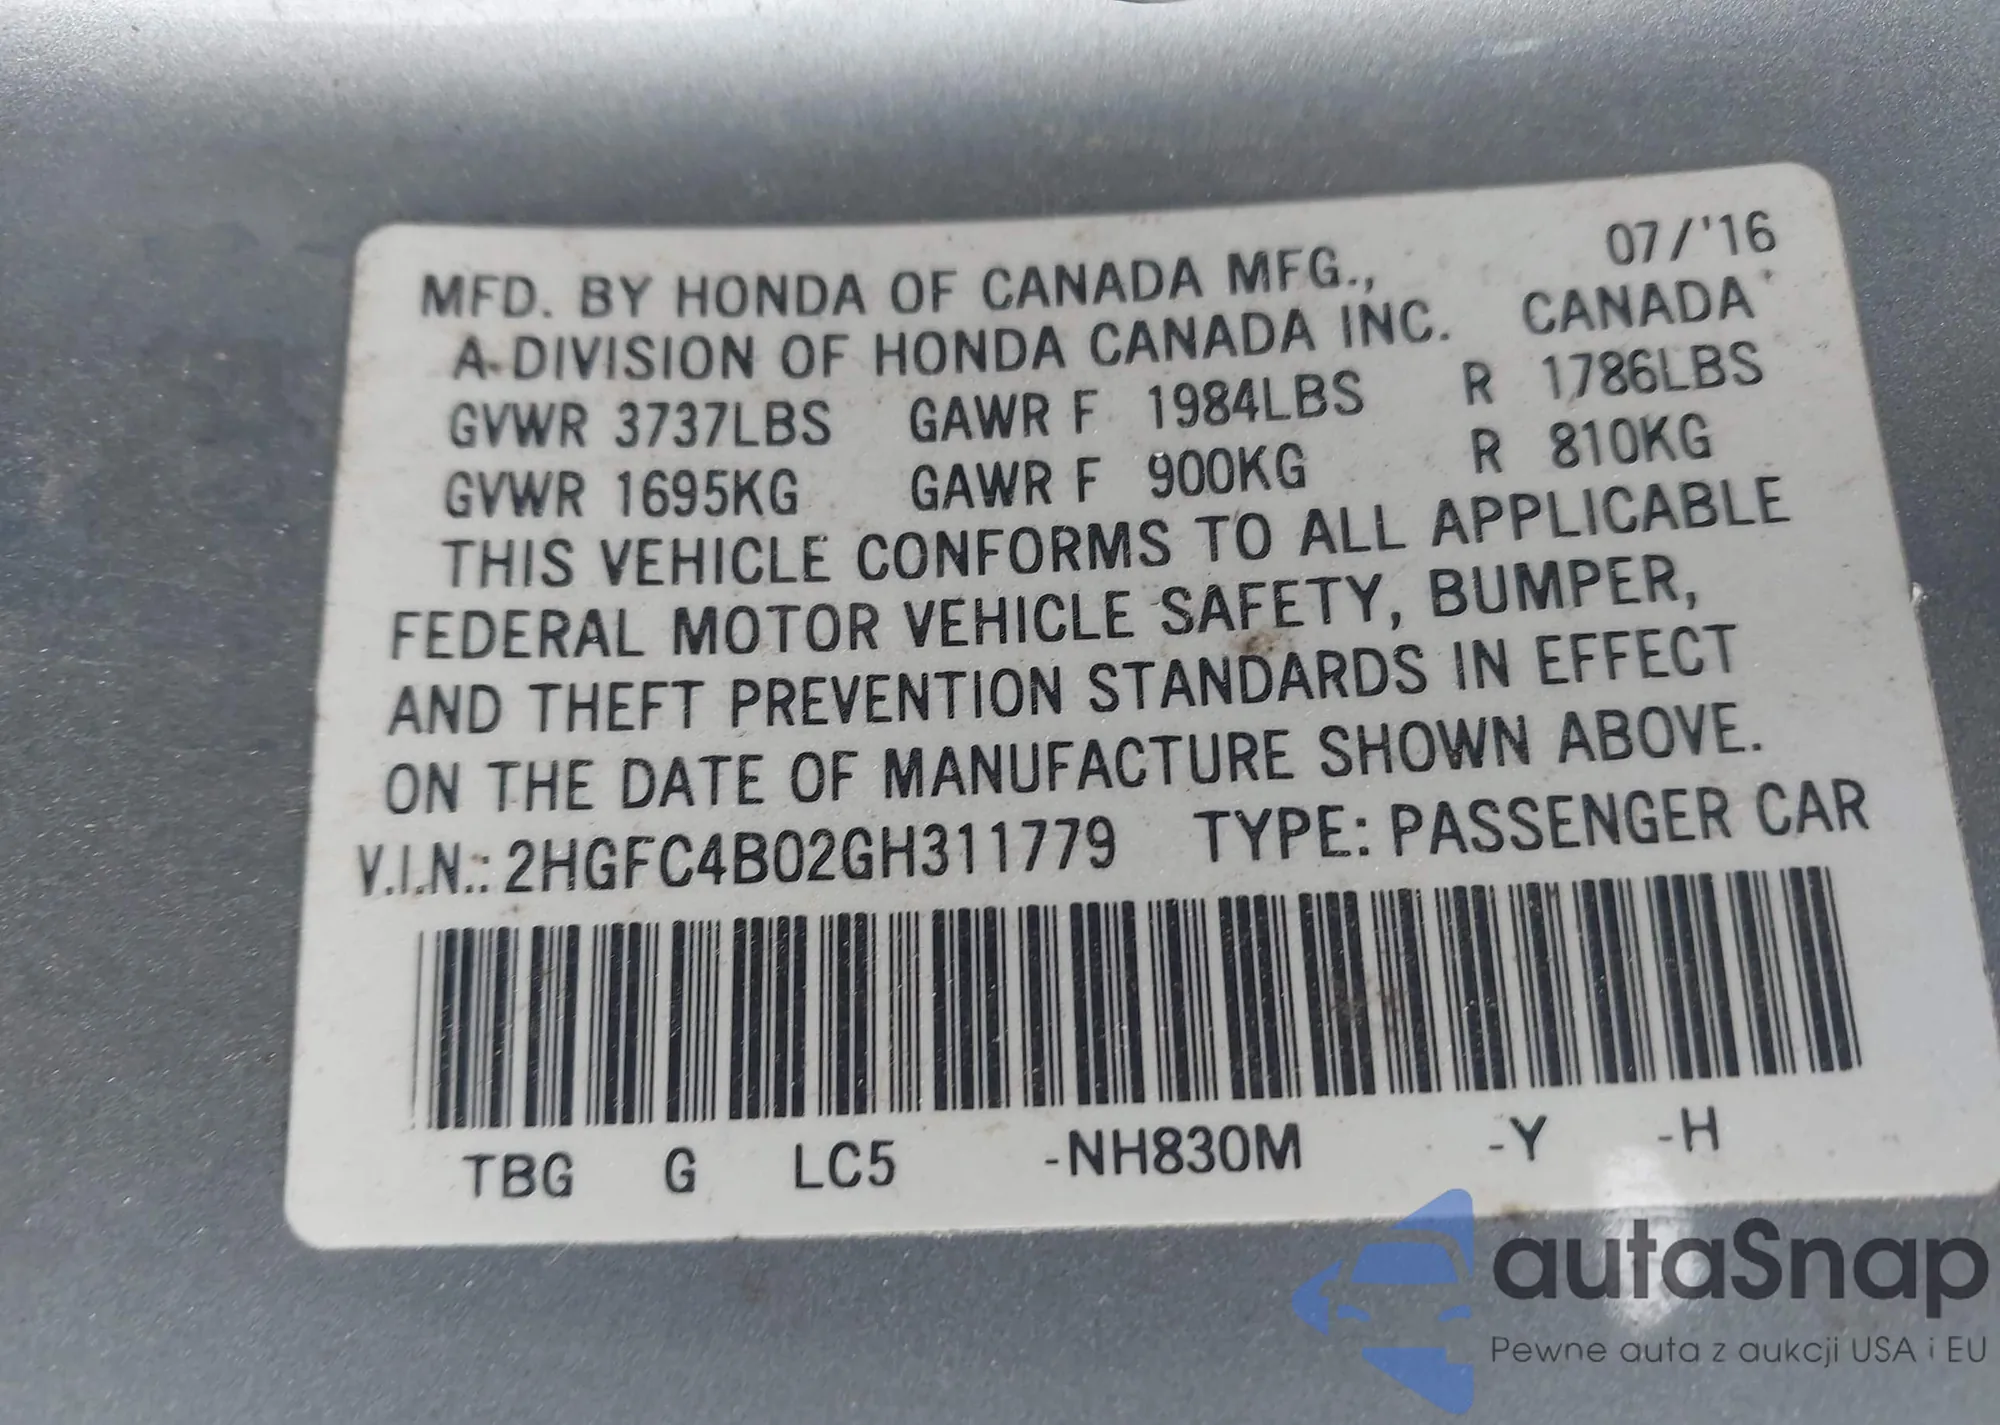 07/'16
MFD. BY HONDA OF CANADA MFG.,
A DIVISION OF HONDA CANADA INC. CANADA
GVWR 3737LBS GAWR F 1984LBS R 1786LBS
GVWR 1695KG GAWR F 900KG R 810KG
THIS VEHICLE CONFORMS TO ALL APPLICABLE
FEDERAL MOTOR VEHICLE SAFETY, BUMPER,
AND THEFT PREVENTION STANDARDS IN EFFECT
ON THE DATE OF MANUFACTURE SHOWN ABOVE.
V.I.N.: 2HGFC4B02GH311779 TYPE: PASSENGER CAR
TBG G LC5 -NH830M -Y -H
autaSnap
Pewne auta z aukcji USA i EU